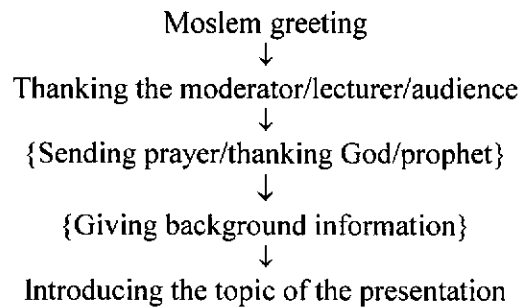 Moslem greeting
↓
Thanking the moderator/lecturer/audience
↓
{Sending prayer/thanking God/prophet}
↓
{Giving background information}
↓
Introducing the topic of the presentation